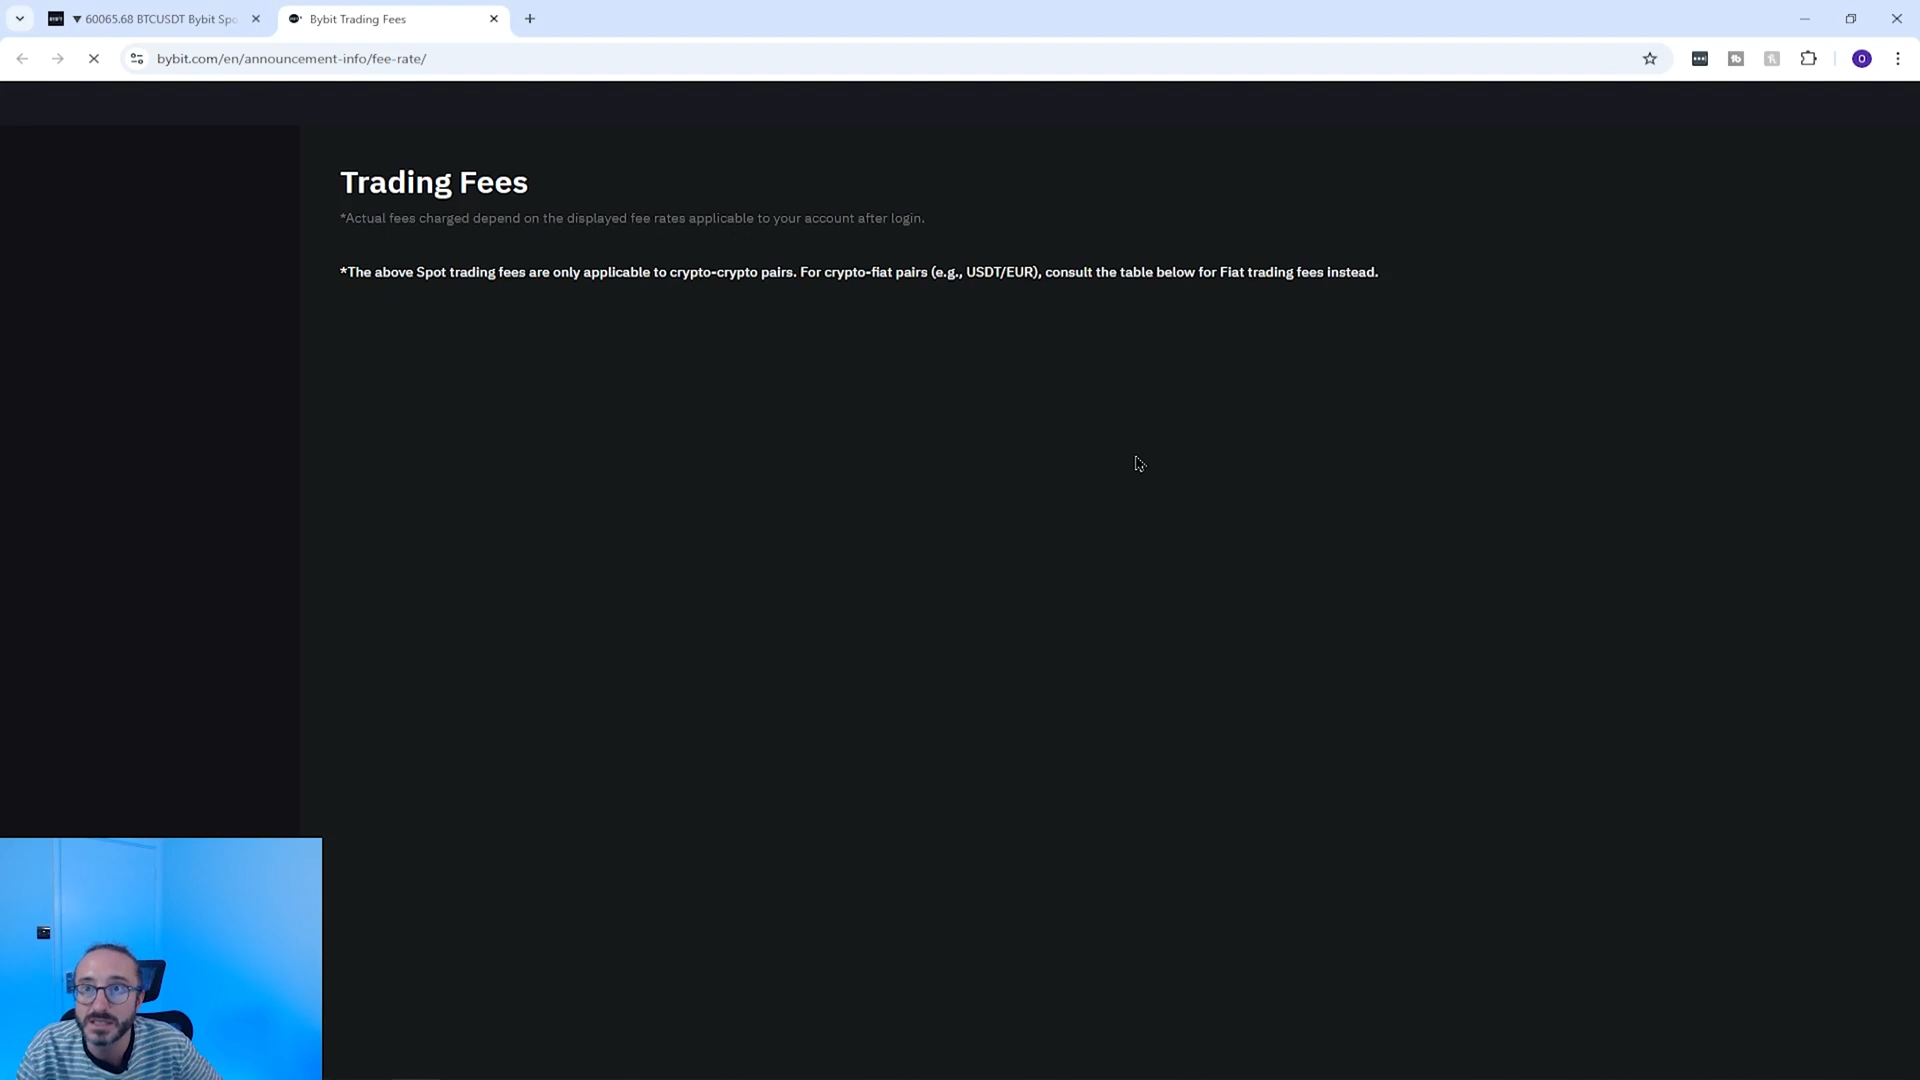 ▼ 60065.68 BTCUSDT Bybit Spo
Bybit Trading Fees
bybit.com/en/announcement-info/fee-rate/
O
Trading Fees
*Actual fees charged depend on the displayed fee rates applicable to your account after login.
*The above Spot trading fees are only applicable to crypto-crypto pairs. For crypto-fiat pairs (e.g., USDT/EUR), consult the table below for Fiat trading fees instead.